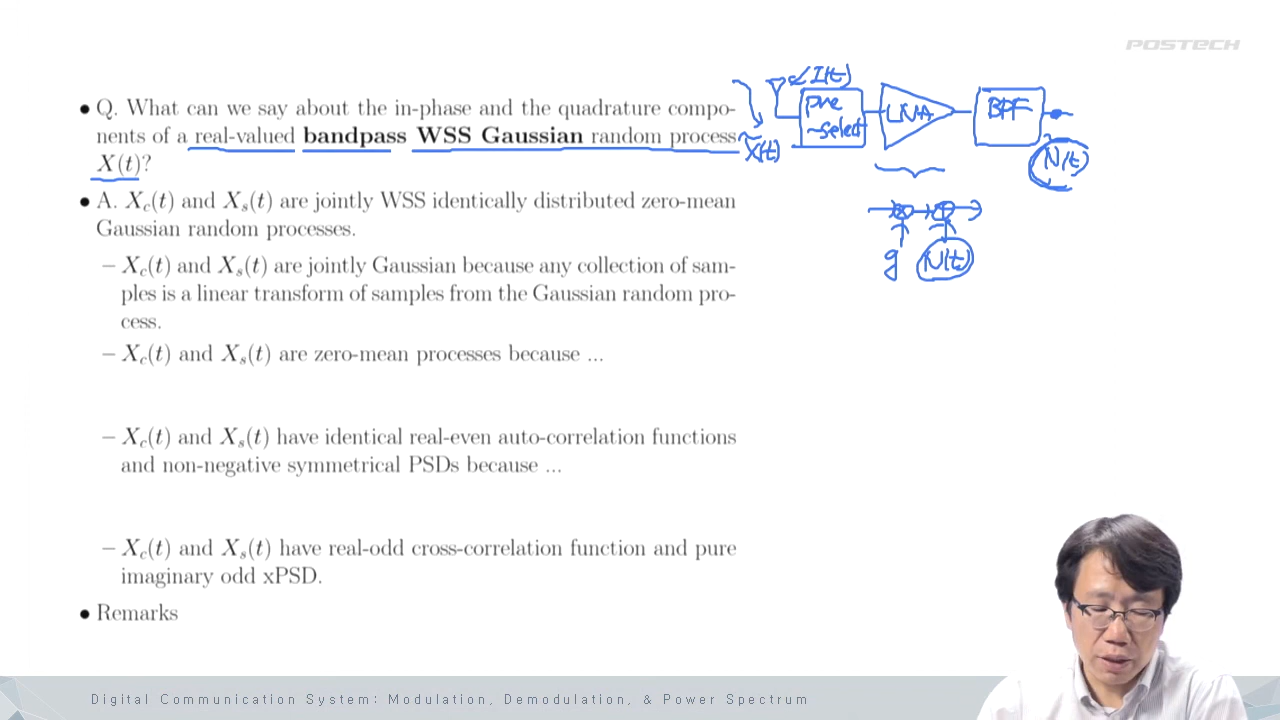 POSTECH
• Q. What can we say about the in-phase and the quadrature compo-
nents of a real-valued bandpass WSS Gaussian random process
X(t)?
• A. Xc(t) and Xs(t) are jointly WSS identically distributed zero-mean
Gaussian random processes.
– Xc(t) and Xs(t) are jointly Gaussian because any collection of sam-
ples is a linear transform of samples from the Gaussian random pro-
cess.
– Xc(t) and Xs(t) are zero-mean processes because ...
– Xc(t) and Xs(t) have identical real-even auto-correlation functions
and non-negative symmetrical PSDs because ...
– Xc(t) and Xs(t) have real-odd cross-correlation function and pure
imaginary odd xPSD.
• Remarks
I(t)
pre
~select
LNA
BPF
X(t)
N(t)
g
N(t)
Digital Communication System: Modulation, Demodulation, & Power Spectrum